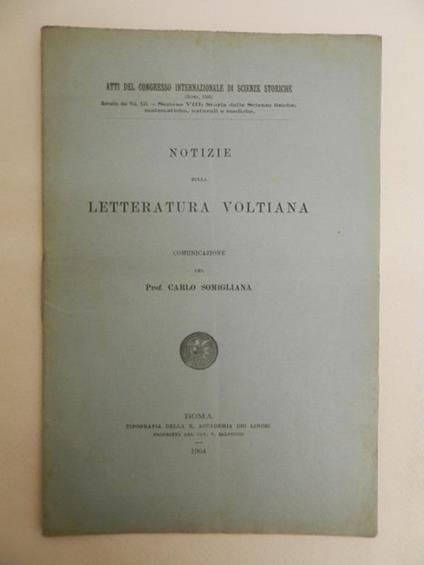 ATTI DEL CONGRESSO INTERNAZIONALE DI SCIENZE STORICHE
(ROMA, 1903)
Estratto dal Vol. XII. — Sezione VIII: Storia delle Scienze fisiche,
matematiche, naturali e mediche.
NOTIZIE
SULLA
LETTERATURA VOLTIANA
COMUNICAZIONE
DEL
Prof. CARLO SOMIGLIANA
ROMA
TIPOGRAFIA DELLA R. ACCADEMIA DEI LINCEI
PROPRIETÀ DEL CAV. V. SALVIUCCI
1904